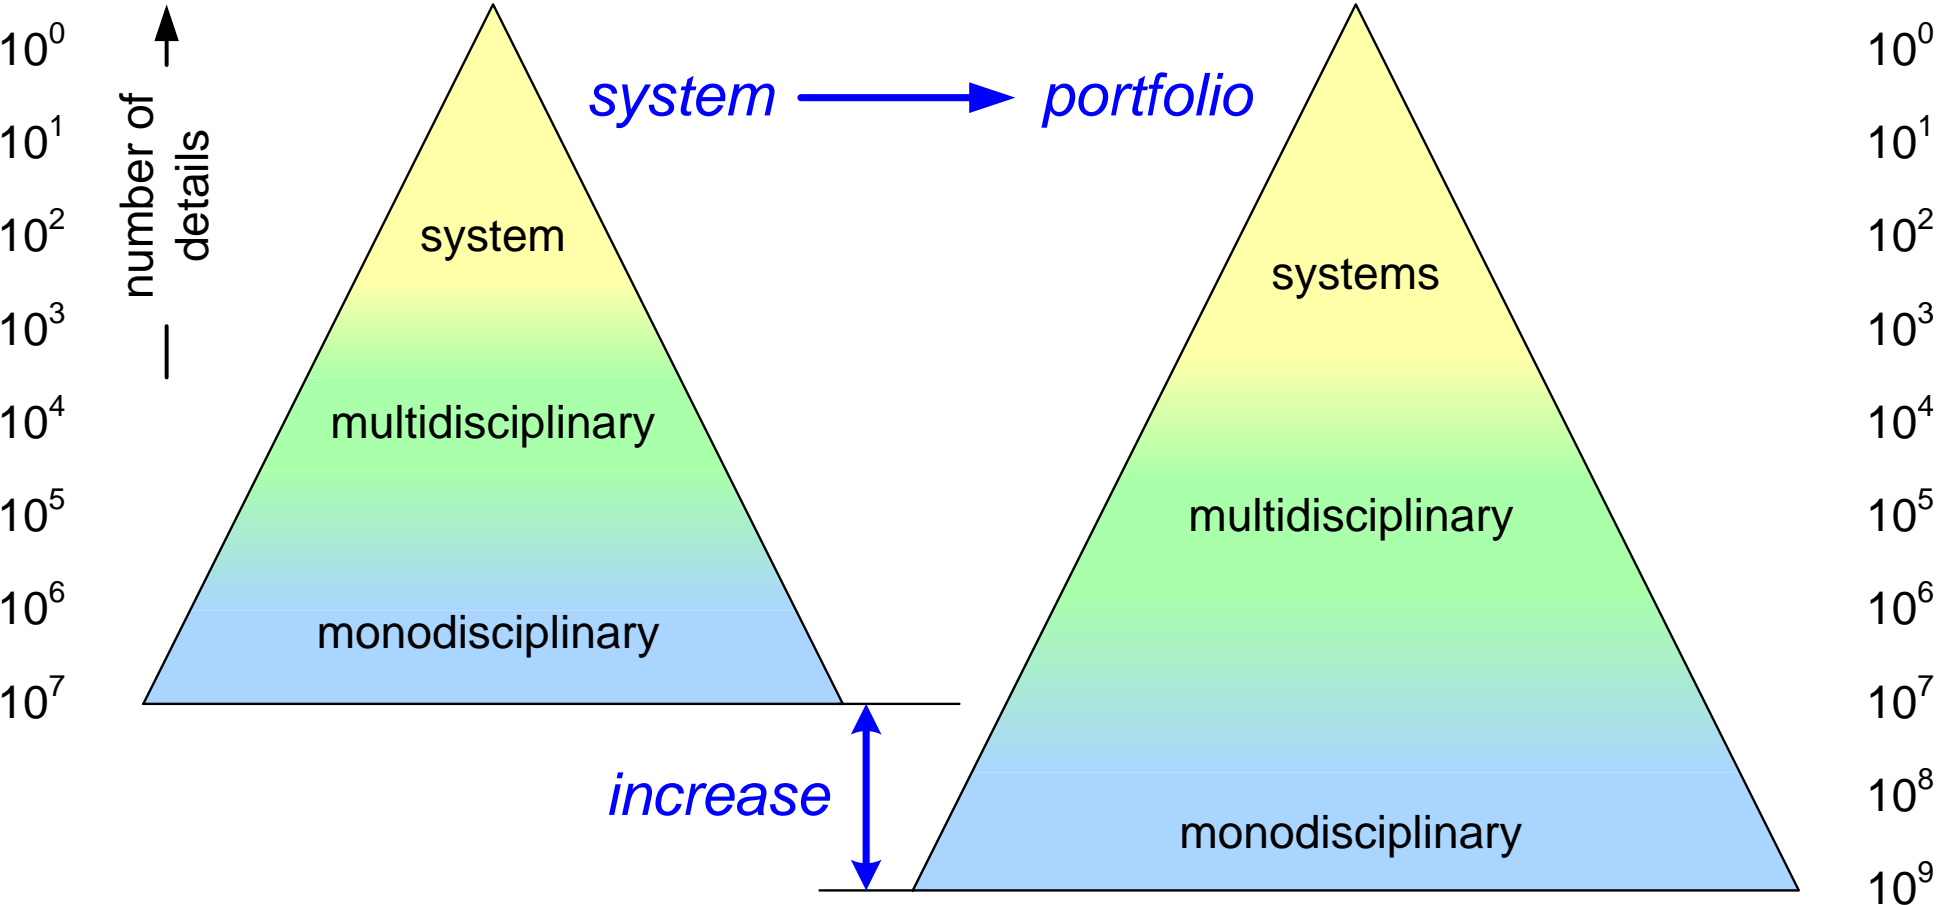 10⁰
10¹
10²
10³
10⁴
10⁵
10⁶
10⁷
number of
details
system
multidisciplinary
monodisciplinary
system
portfolio
increase
systems
multidisciplinary
monodisciplinary
10⁰
10¹
10²
10³
10⁴
10⁵
10⁶
10⁷
10⁸
10⁹